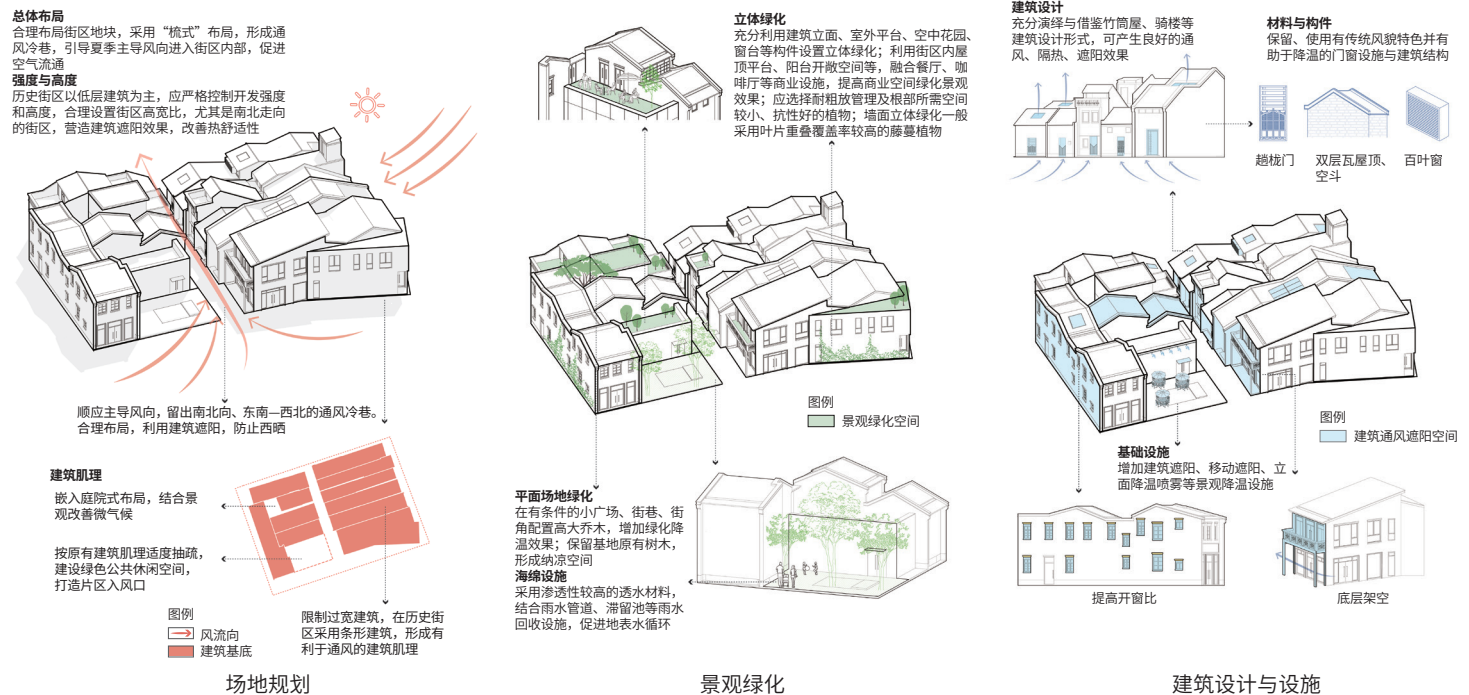 总体布局
合理布局街区地块，采用“梳式”布局，形成通
风冷巷，引导夏季主导风向进入街区内部，促进
空气流通
强度与高度
历史街区以低层建筑为主，应严格控制开发强度
和高度，合理设置街区高宽比，尤其是南北走向
的街区，营造建筑遮阳效果，改善热舒适性
顺应主导风向，留出南北向、东南—西北的通风冷巷。
合理布局，利用建筑遮阳，防止西晒
建筑肌理
嵌入庭院式布局，结合景
观改善微气候
按原有建筑肌理适度抽疏，
建设绿色公共休闲空间，
打造片区入风口
图例
风流向
建筑基底
限制过宽建筑，在历史街
区采用条形建筑，形成有
利于通风的建筑肌理
场地规划
立体绿化
充分利用建筑立面、室外平台、空中花园、
窗台等构件设置立体绿化；利用街区内屋
顶平台、阳台开敞空间等，融合餐厅、咖
啡厅等商业设施，提高商业空间绿化景观
效果；应选择耐粗放管理及根部所需空间
较小、抗性好的植物；墙面立体绿化一般
采用叶片重叠覆盖率较高的藤蔓植物
图例
景观绿化空间
平面场地绿化
在有条件的小广场、街巷、街
角配置高大乔木，增加绿化降
温效果；保留基地原有树木，
形成纳凉空间
海绵设施
采用渗透性较高的透水材料，
结合雨水管道、滞留池等雨水
回收设施，促进地表水循环
景观绿化
建筑设计
充分演绎与借鉴竹筒屋、骑楼等
建筑设计形式，可产生良好的通
风、隔热、遮阳效果
材料与构件
保留、使用有传统风貌特色并有
助于降温的门窗设施与建筑结构
趟栊门
双层瓦屋顶、
空斗
百叶窗
图例
建筑通风遮阳空间
基础设施
增加建筑遮阳、移动遮阳、立
面降温喷雾等景观降温设施
提高开窗比
底层架空
建筑设计与设施